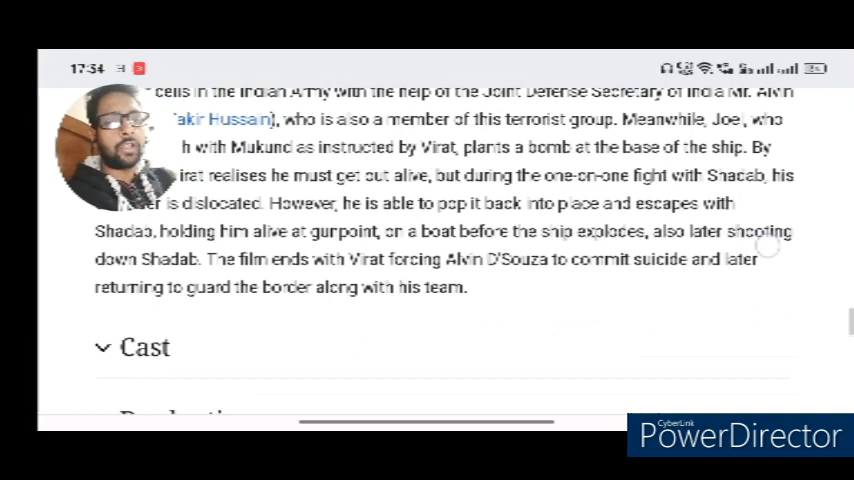 17:54
cells in the Indian Army with the help of the Joint Defense Secretary of India Mr. Alvin
akir Hussain), who is also a member of this terrorist group. Meanwhile, Joel, who
h with Mukund as instructed by Virat, plants a bomb at the base of the ship. By
irat realises he must get out alive, but during the one-on-one fight with Shadab, his
is dislocated. However, he is able to pop it back into place and escapes with
Shadab, holding him alive at gunpoint, on a boat before the ship explodes, also later shooting
down Shadab. The film ends with Virat forcing Alvin D'Souza to commit suicide and later
returning to guard the border along with his team.
Cast
CyberLink
PowerDirector